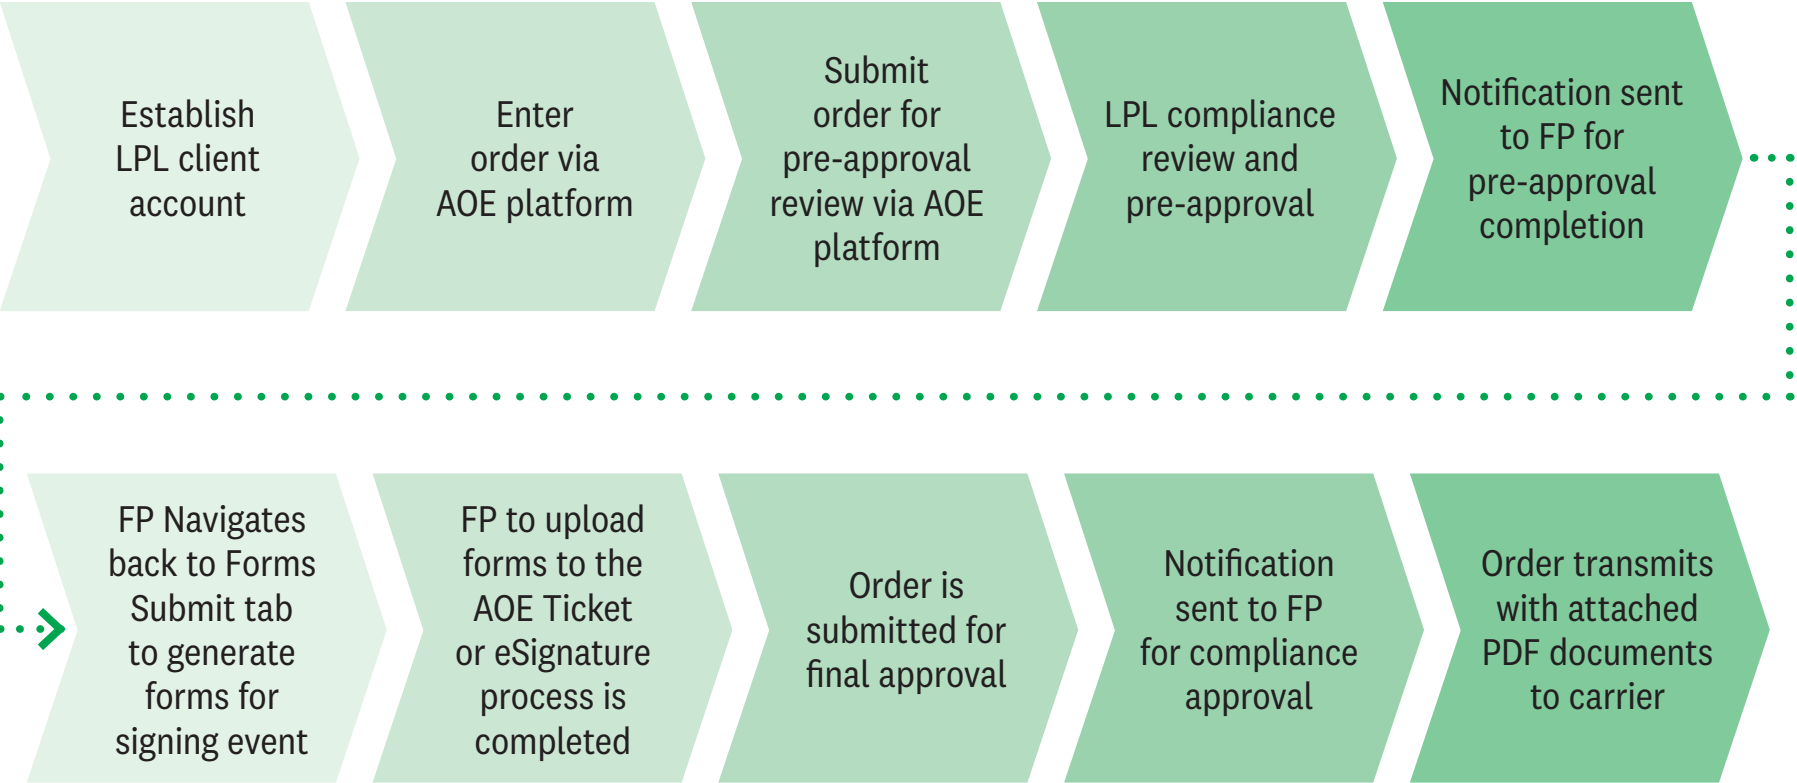 Establish
LPL client
account
Enter
order via
AOE platform
Submit
order for
pre-approval
review via AOE
platform
LPL compliance
review and
pre-approval
Notification sent
to FP for
pre-approval
completion
FP Navigates
back to Forms
Submit tab
to generate
forms for
signing event
FP to upload
forms to the
AOE Ticket
or eSignature
process is
completed
Order is
submitted for
final approval
Notification
sent to FP
for compliance
approval
Order transmits
with attached
PDF documents
to carrier